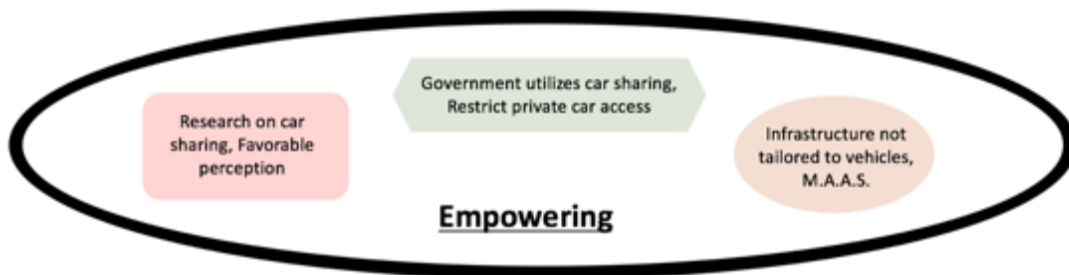 Research on car
sharing, Favorable
perception
Government utilizes car sharing,
Restrict private car access
Infrastructure not
tailored to vehicles,
M.A.A.S.
Empowering